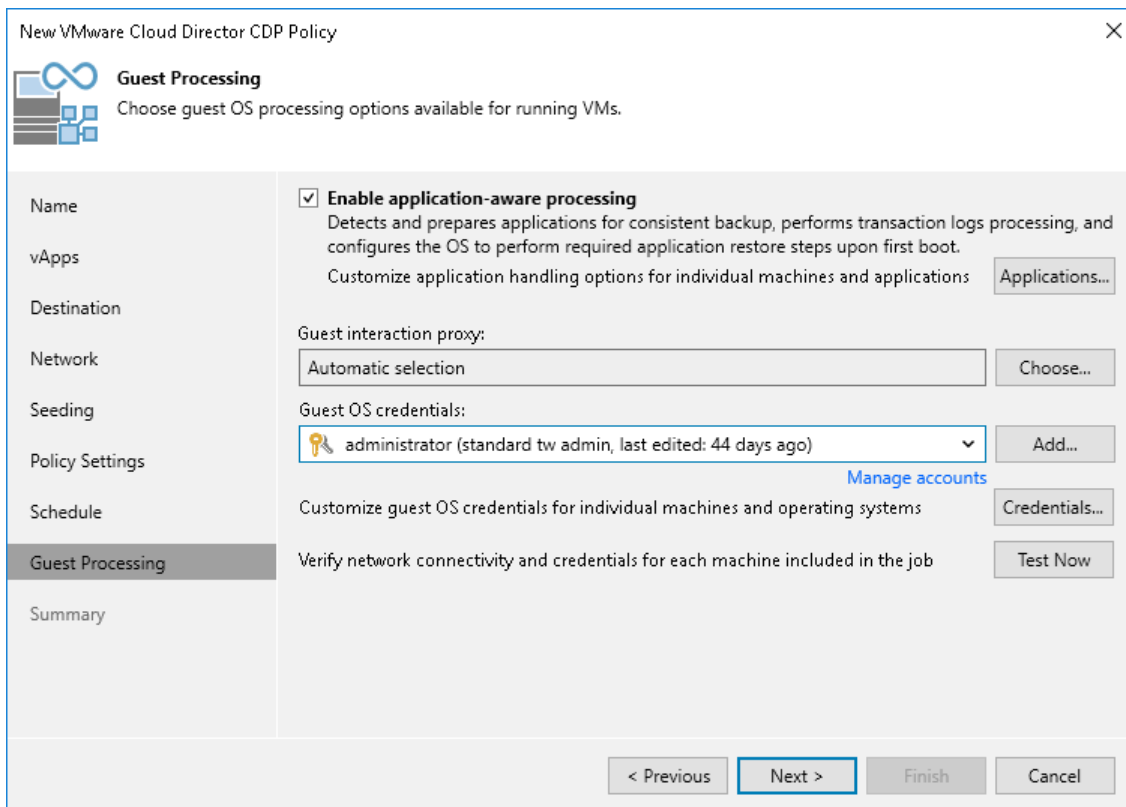 New VMware Cloud Director CDP Policy
Guest Processing
Choose guest OS processing options available for running VMs.
Name
vApps
Destination
Network
Seeding
Policy Settings
Schedule
Guest Processing
Summary
Enable application-aware processing
Detects and prepares applications for consistent backup, performs transaction logs processing, and
configures the OS to perform required application restore steps upon first boot.
Customize application handling options for individual machines and applications
Applications...
Guest interaction proxy:
Automatic selection
Choose...
Guest OS credentials:
administrator (standard tw admin, last edited: 44 days ago)
Add...
Manage accounts
Customize guest OS credentials for individual machines and operating systems
Credentials...
Verify network connectivity and credentials for each machine included in the job
Test Now
< Previous
Next >
Finish
Cancel